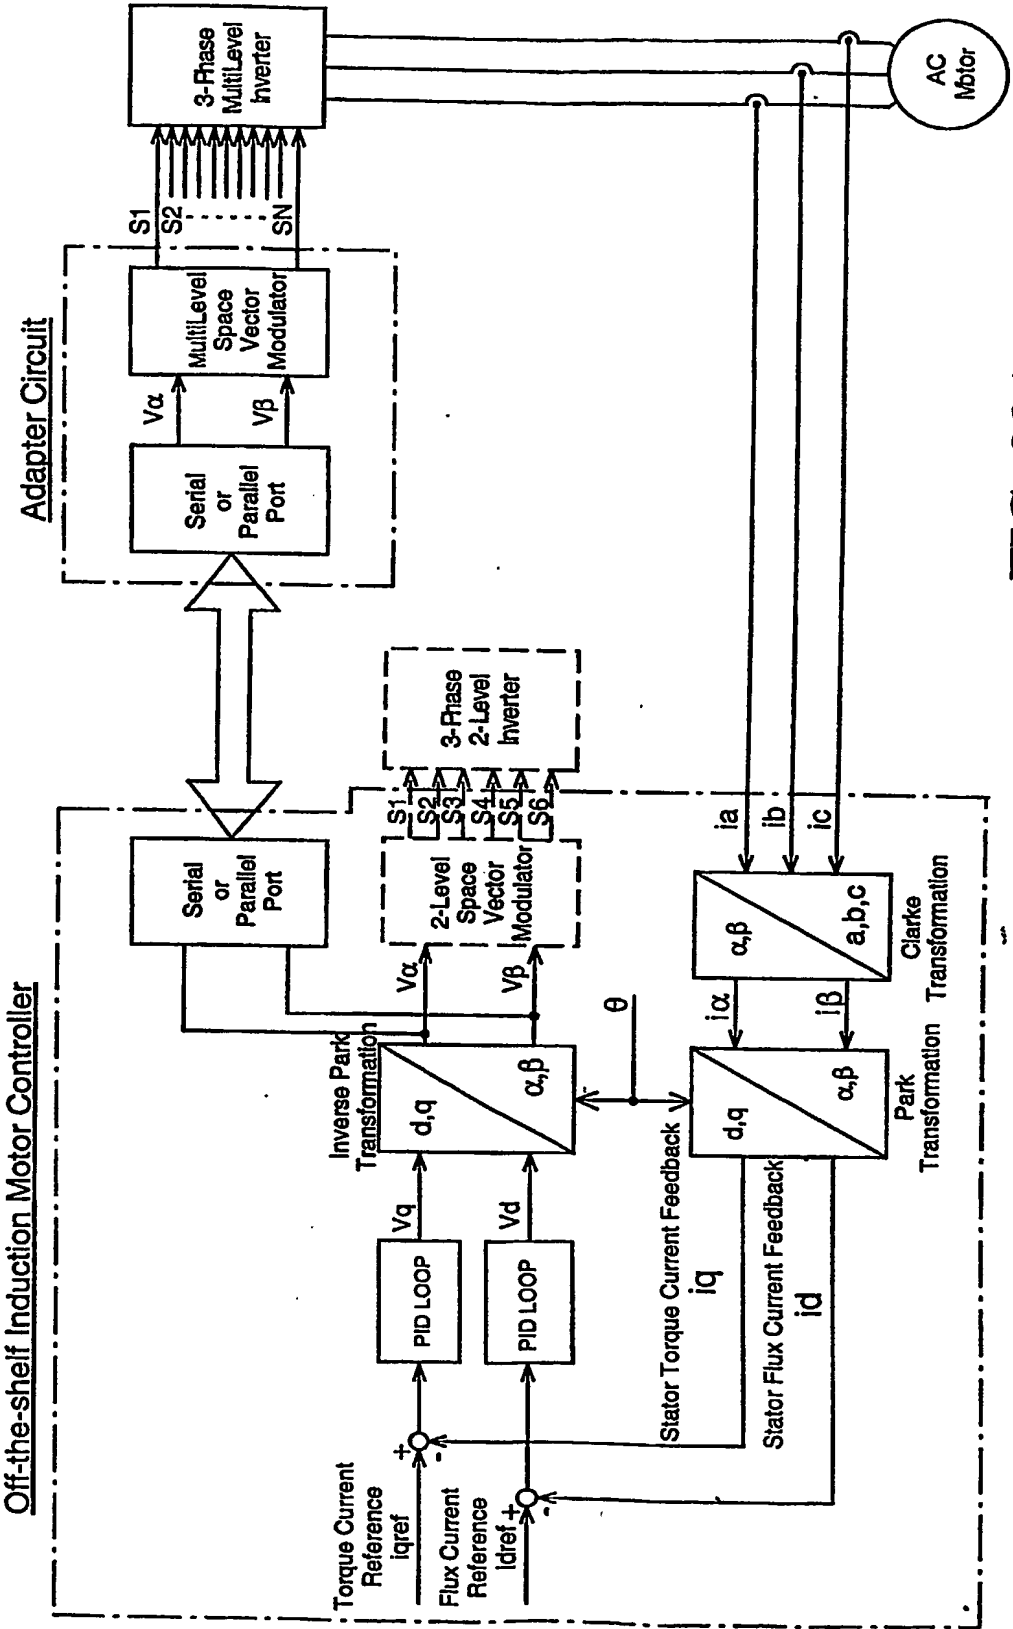 Off-the-shelf Induction Motor Controller
Torque Current
Reference
iqref
+
-
Flux Current
Reference
Idref
+
-
PID LOOP
PID LOOP
Vq
Vd
Inverse Park
Transformation
d,q
α,β
Vα
Vβ
Serial
or
Parallel
Port
2-Level
Space
Vector
Modulator
S1
S2
S3
S4
S5
S6
3-Phase
2-Level
Inverter
θ
Stator Torque Current Feedback
iq
Stator Flux Current Feedback
id
d,q
α,β
Park
Transformation
iα
iβ
α,β
a,b,c
Clarke
Transformation
ia
ib
ic
Adapter Circuit
Serial
or
Parallel
Port
Vα
Vβ
MultiLevel
Space
Vector
Modulator
S1
S2
SN
3-Phase
MultiLevel
Inverter
AC
Motor